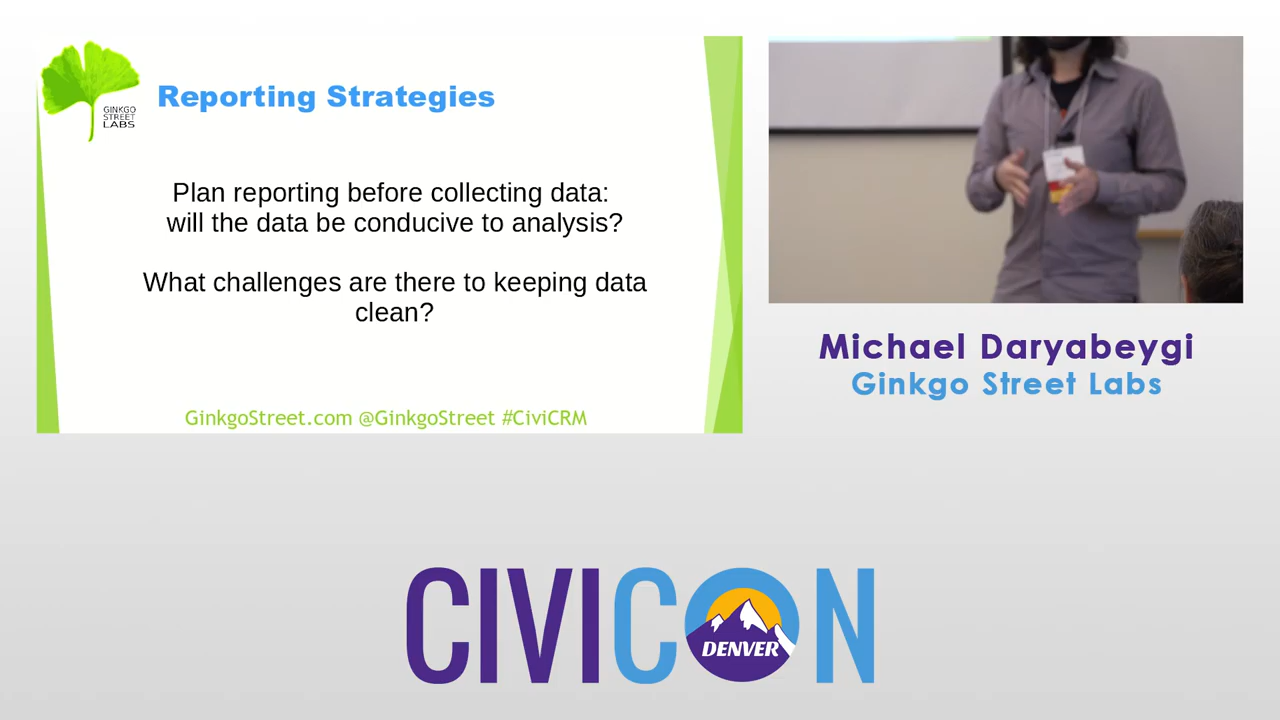 GINKGO
STREET
LABS
Reporting Strategies
Plan reporting before collecting data:
will the data be conducive to analysis?
What challenges are there to keeping data
clean?
GinkgoStreet.com @GinkgoStreet #CiviCRM
Michael Daryabeygi
Ginkgo Street Labs
CIVICON
DENVER